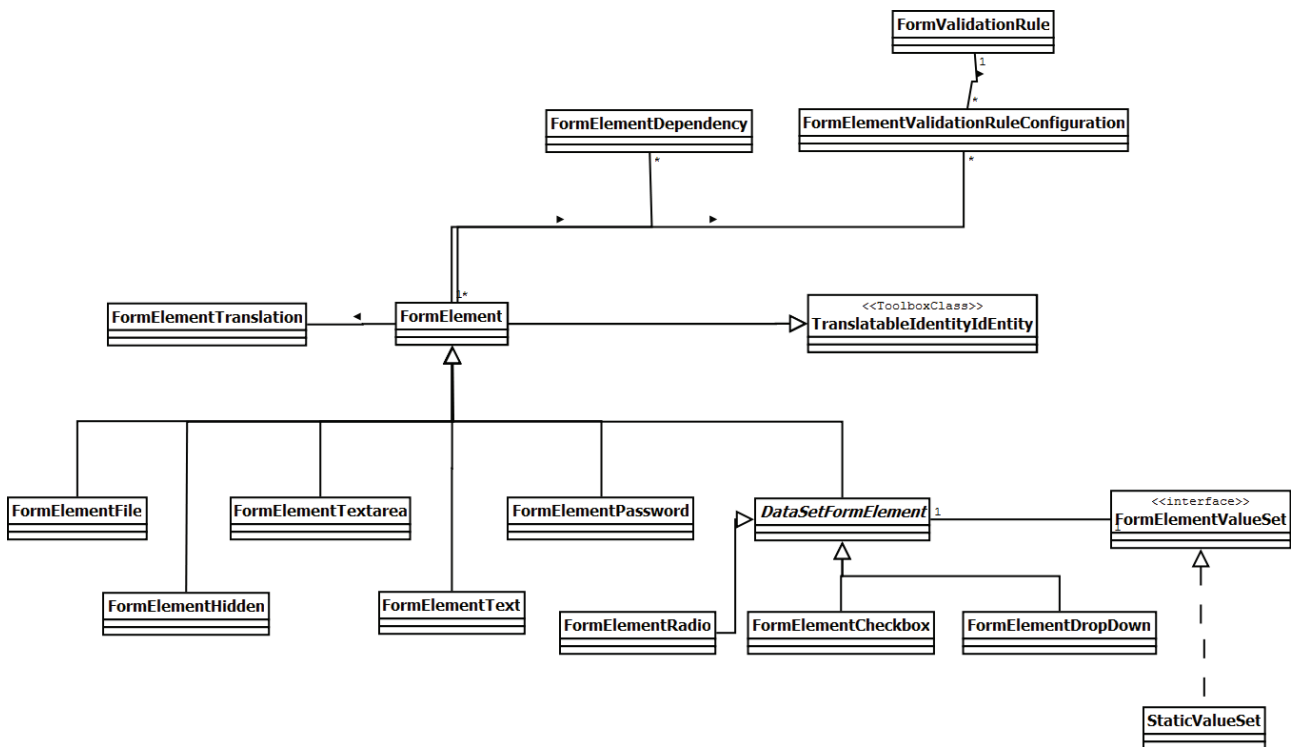 FormValidationRule
1
*
FormElementDependency
FormElementValidationRuleConfiguration
*
*
1*
<<ToolboxClass>>
FormElementTranslation
FormElement
TranslatableIdentityIdEntity
<<interface>>
FormElementFile
FormElementTextarea
FormElementPassword
DataSetFormElement
1
FormElementValueSet
1
FormElementHidden
FormElementText
FormElementRadio
FormElementCheckbox
FormElementDropDown
StaticValueSet